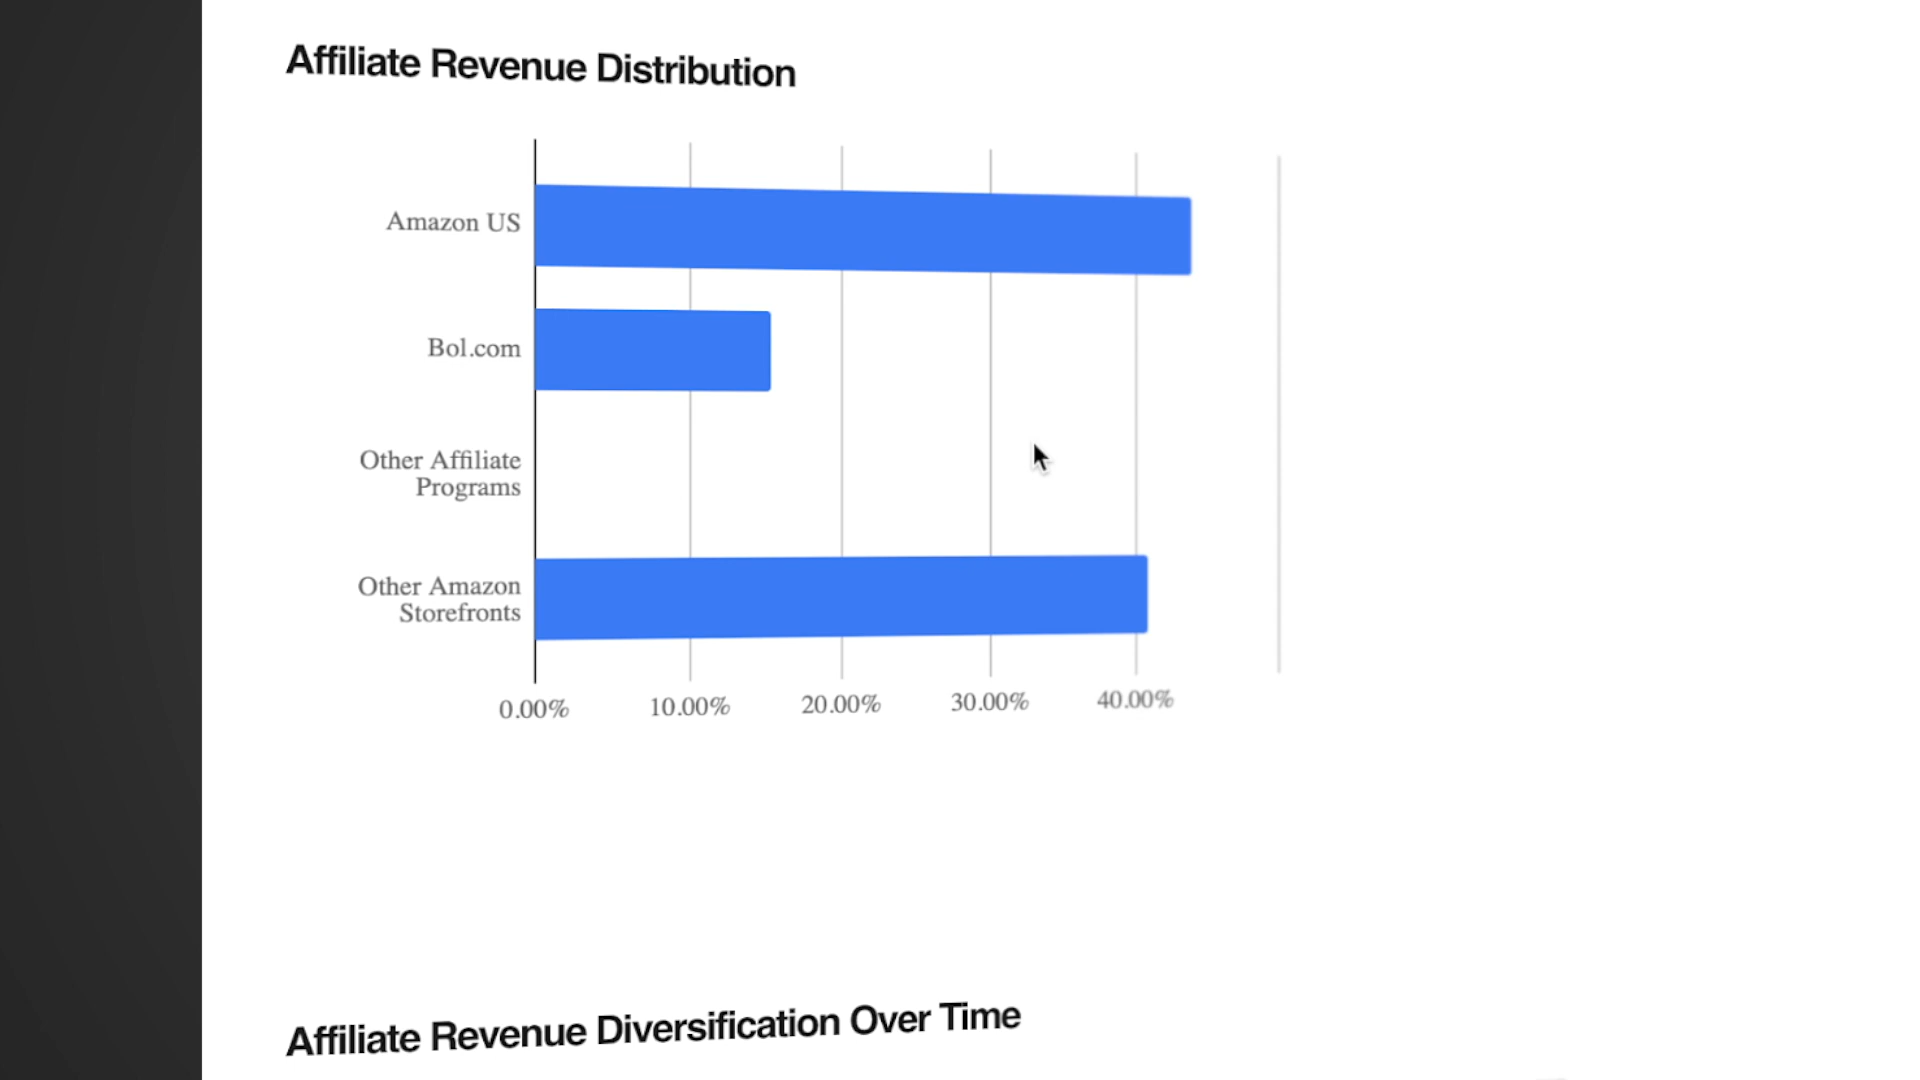 Affiliate Revenue Distribution
Amazon US
Bol.com
Other Affiliate
Programs
Other Amazon
Storefronts
0.00%
10.00%
20.00%
30.00%
40.00%
Affiliate Revenue Diversification Over Time